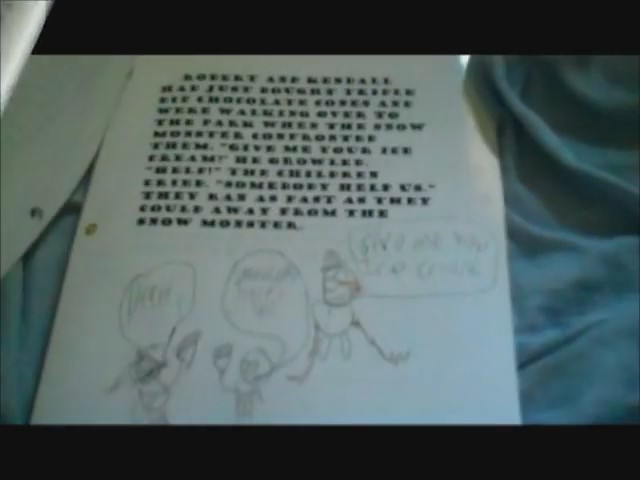 ROBERT AND KENDALL
HAD JUST BOUGHT TRIPLE
DIP CHOCOLATE CONES AND
WERE WALKING OVER TO
THE PARK WHEN THE SNOW
MONSTER CONFRONTED
THEM. "GIVE ME YOUR ICE
CREAM!" HE GROWLED.
"HELP!" THE CHILDREN
CRIED. "SOMEBODY HELP US."
THEY RAN AS FAST AS THEY
COULD AWAY FROM THE
SNOW MONSTER.
GIVE ME YOU
ICE CREAM